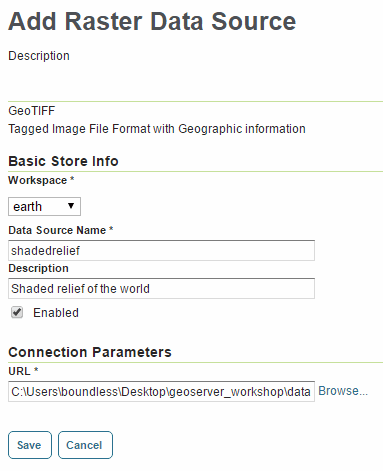 Add Raster Data Source
Description
GeoTIFF
Tagged Image File Format with Geographic information
Basic Store Info
Workspace *
earth
Data Source Name *
shadedrelief
Description
Shaded relief of the world
Enabled
Connection Parameters
URL *
C:\Users\boundless\Desktop\geoserver_workshop\data Browse...
Save Cancel